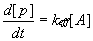 d[p]/dt = k_eff[A]